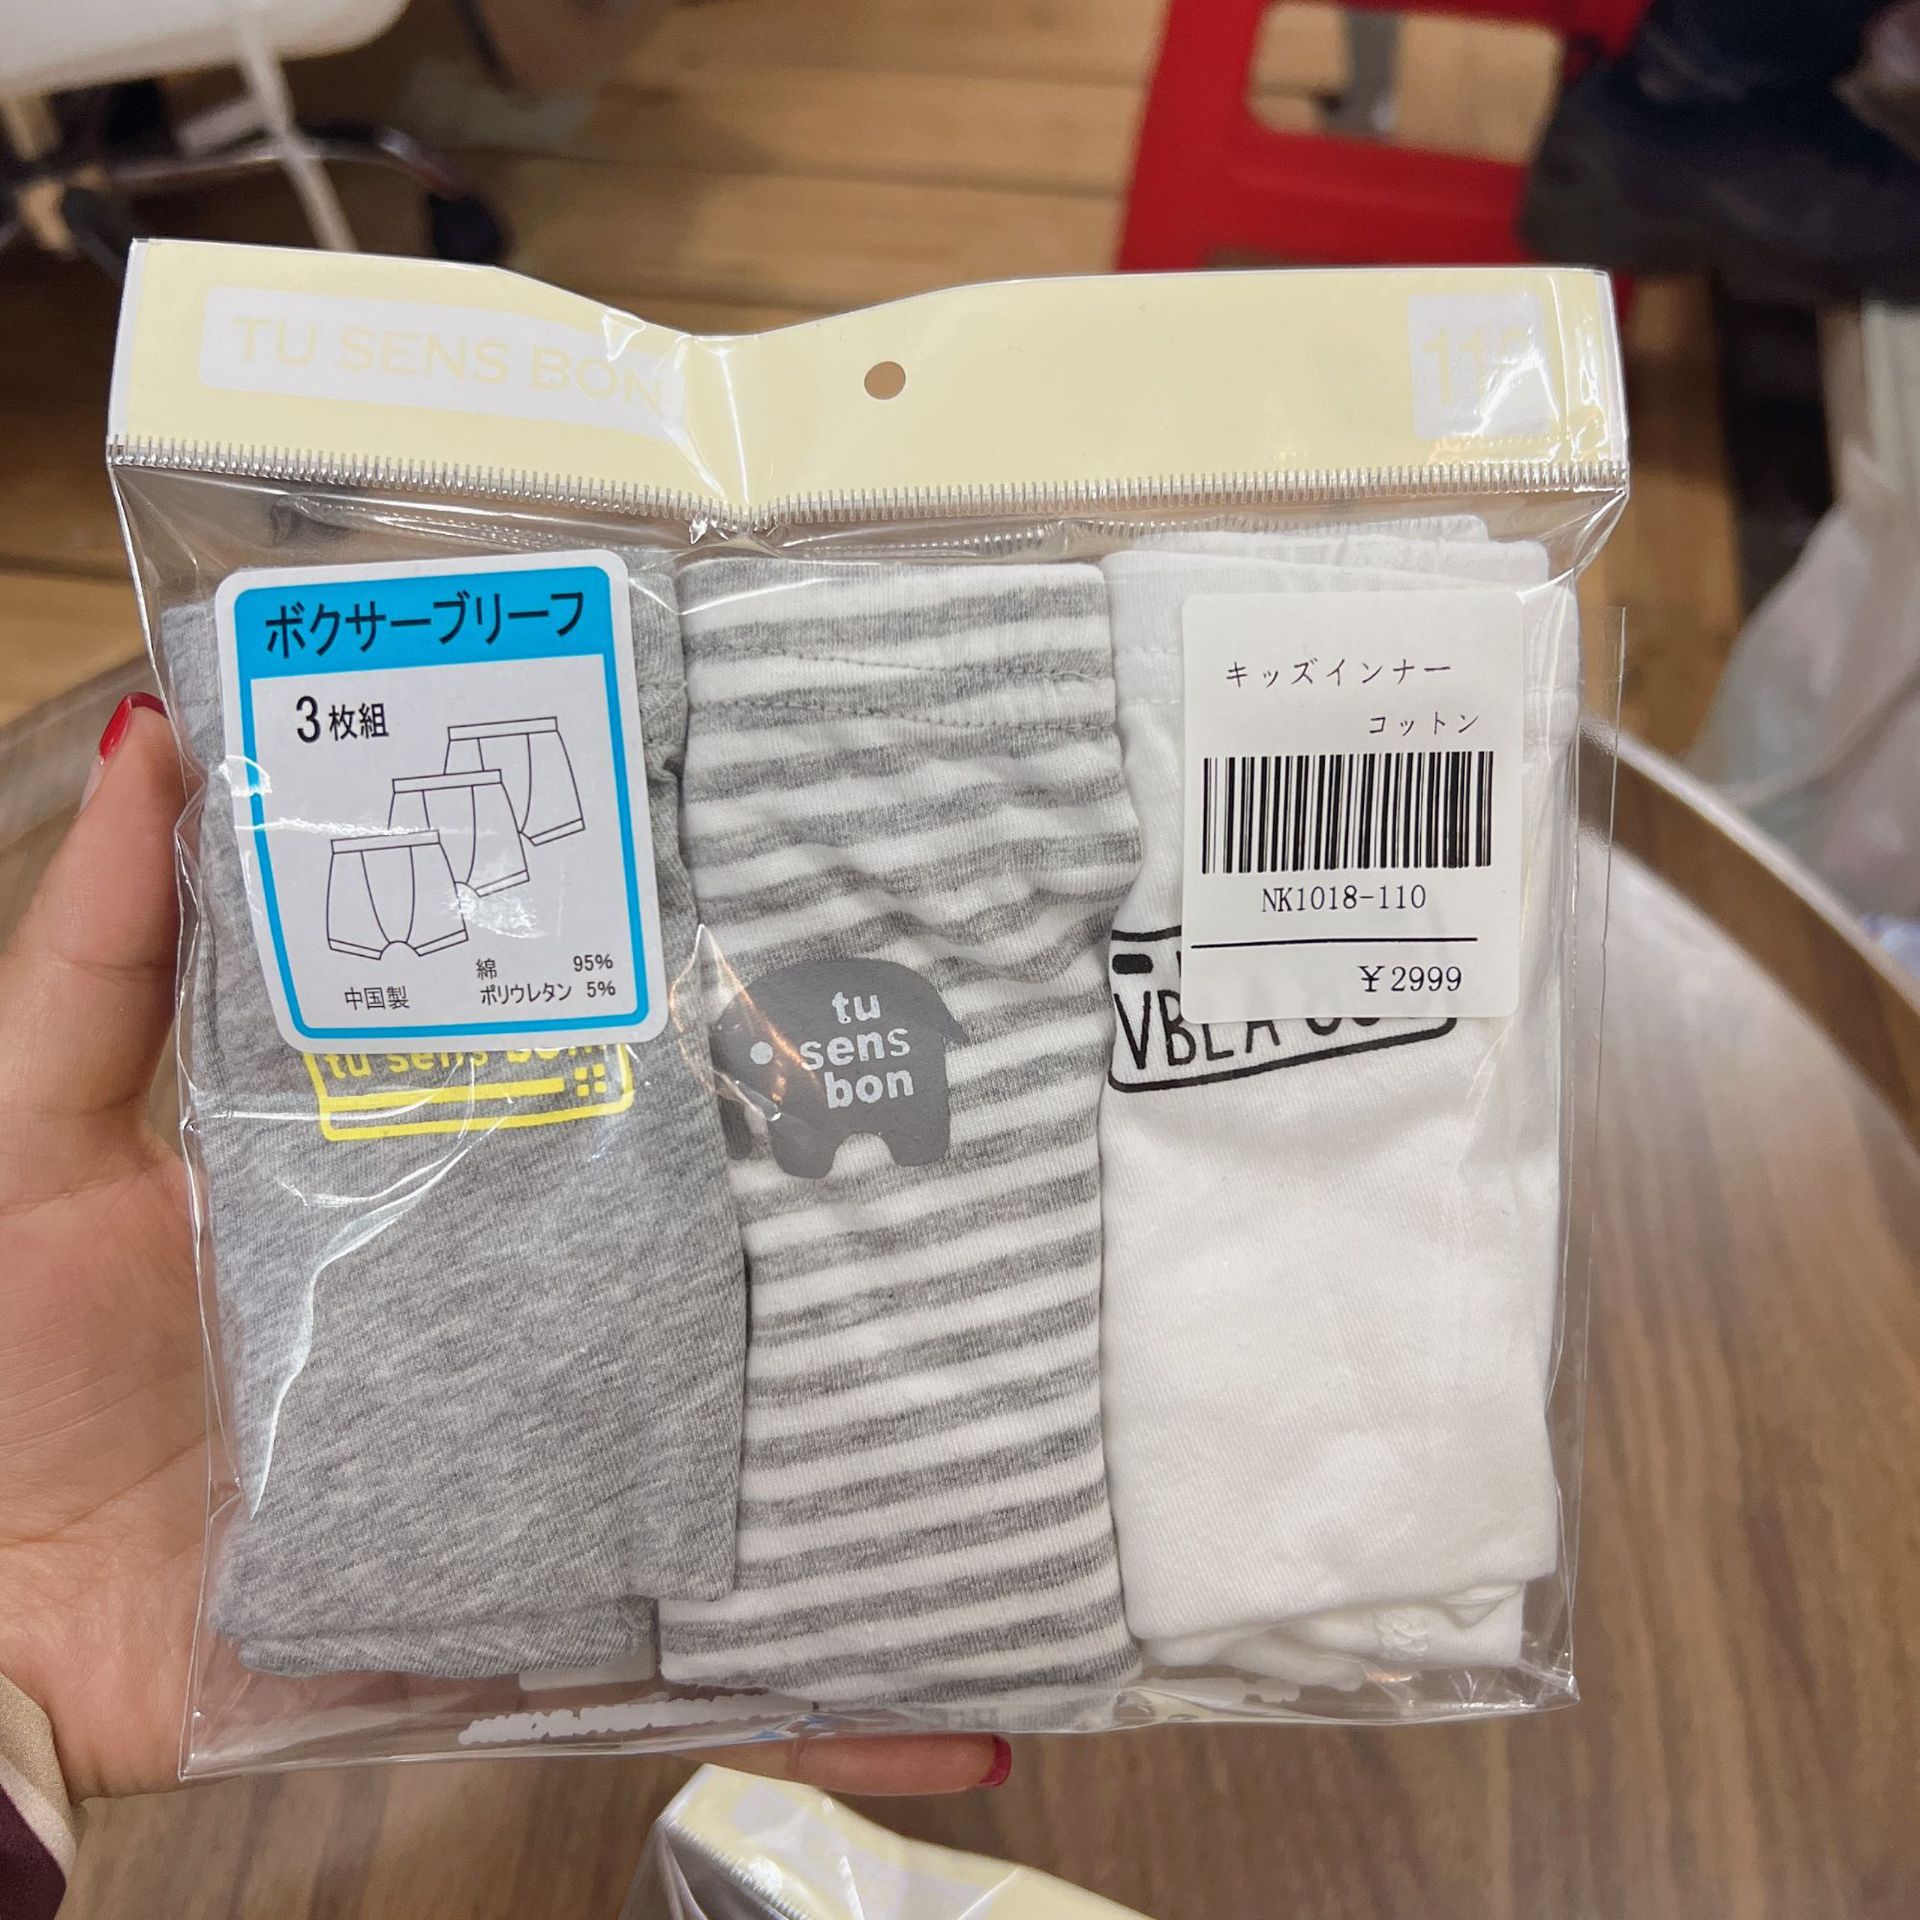 TU SENS BON
110
ボクサーブリーフ
3枚組
綿 95%
ポリウレタン 5%
中国製
キッズインナー
コットン
NK1018-110
￥2999
tu sens bon
tu
sens
bon